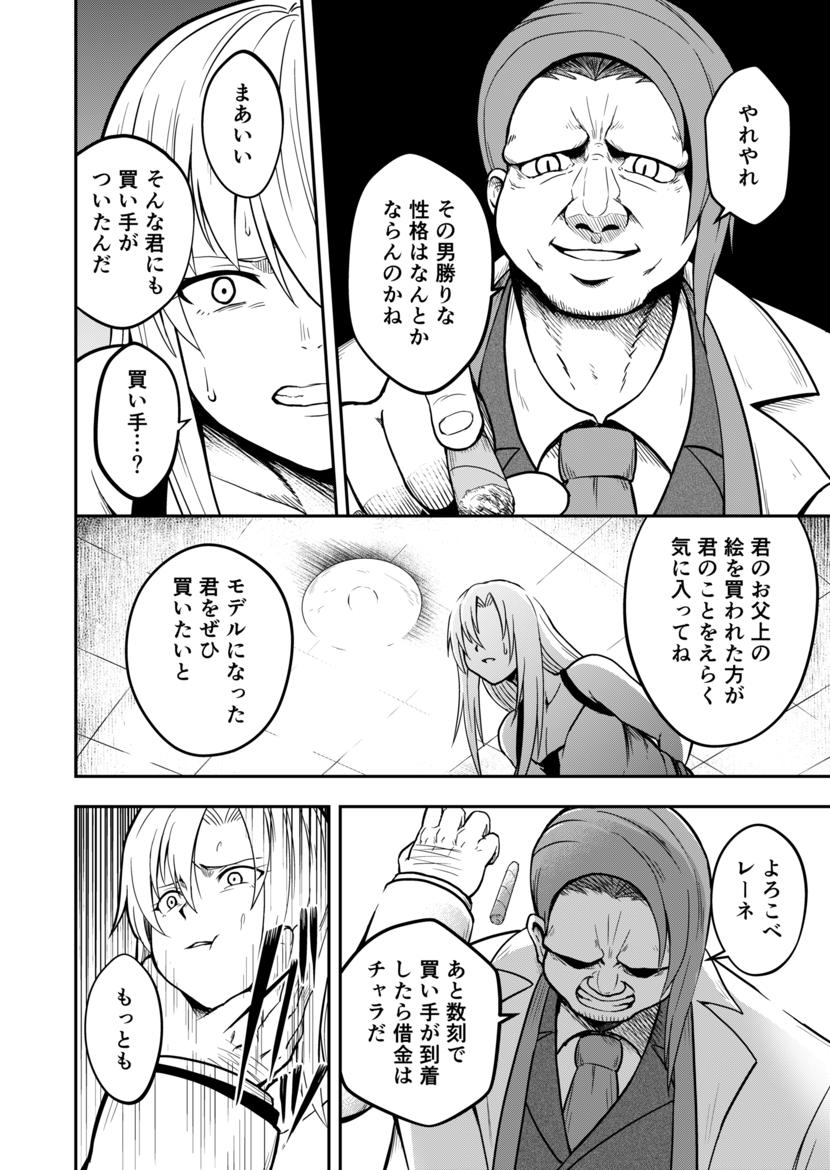 やれやれ
その男勝りな
性格はなんとか
ならんのかね
まあいい
そんな君にも
買い手が
ついたんだ
買い手…?
君のお父上の
絵を買われた方が
君のことをえらく
気に入ってね
モデルになった
君をぜひ
買いたいと
よろこべ
レーネ
あと数刻で
買い手が到着
したら借金は
チャラだ
もっとも